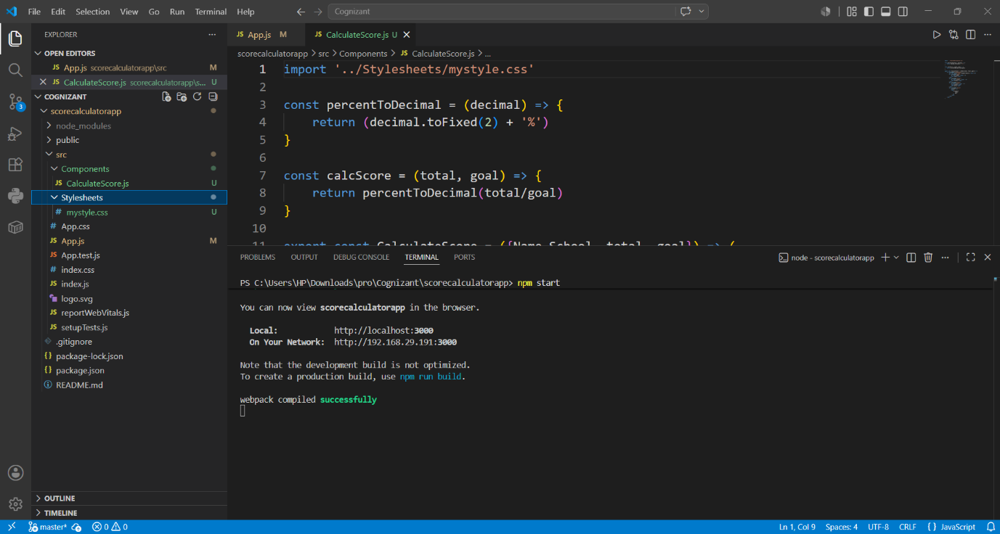 File Edit Selection View Go Run Terminal Help
Cognizant
EXPLORER
OPEN EDITORS
JS App.js scorecalculatorapp\src M
JS CalculateScore.js scorecalculatorapp\s... U
COGNIZANT
scorecalculatorapp
node_modules
public
src
Components
JS CalculateScore.js U
Stylesheets
# mystyle.css U
# App.css
JS App.js M
JS App.test.js
# index.css
JS index.js
logo.svg
JS reportWebVitals.js
JS setupTests.js
.gitignore
{} package-lock.json
{} package.json
README.md
OUTLINE
TIMELINE
3
JS App.js M
JS CalculateScore.js U
scorecalculatorapp > src > Components > JS CalculateScore.js > ...
1 import '../Stylesheets/mystyle.css'
2
3 const percentToDecimal = (decimal) => {
4 return (decimal.toFixed(2) + '%')
5 }
6
7 const calcScore = (total, goal) => {
8 return percentToDecimal(total/goal)
9 }
10
11 export const CalculateScore = ({Name,School, total, goal}) => (
PROBLEMS OUTPUT DEBUG CONSOLE TERMINAL PORTS
node - scorecalculatorapp
PS C:\Users\HP\Downloads\pro\Cognizant\scorecalculatorapp> npm start
You can now view scorecalculatorapp in the browser.
Local: http://localhost:3000
On Your Network: http://192.168.29.191:3000
Note that the development build is not optimized.
To create a production build, use npm run build.
webpack compiled successfully
master* 0 0
Ln 1, Col 9 Spaces: 4 UTF-8 CRLF {} JavaScript